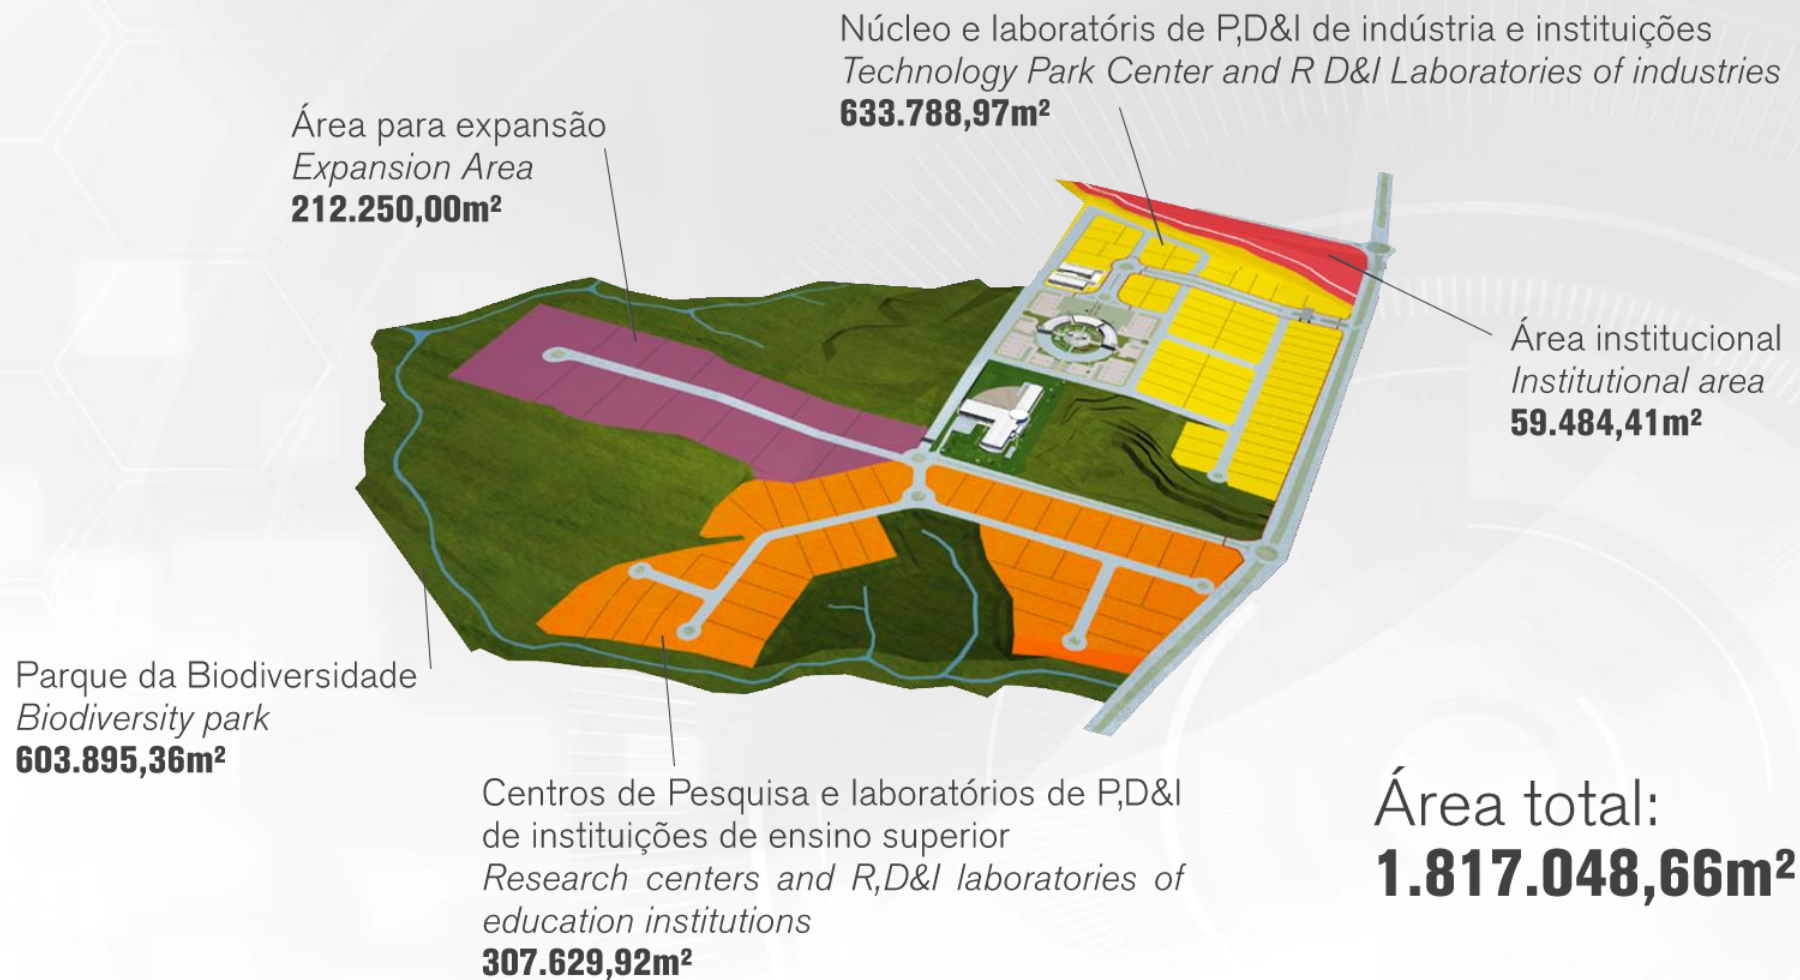 Núcleo e laboratóris de P,D&I de indústria e instituições
Technology Park Center and R D&I Laboratories of industries
633.788,97m²
Área para expansão
Expansion Area
212.250,00m²
Área institucional
Institutional area
59.484,41m²
Parque da Biodiversidade
Biodiversity park
603.895,36m²
Centros de Pesquisa e laboratórios de P,D&I
de instituições de ensino superior
Research centers and R,D&I laboratories of
education institutions
307.629,92m²
Área total:
1.817.048,66m²